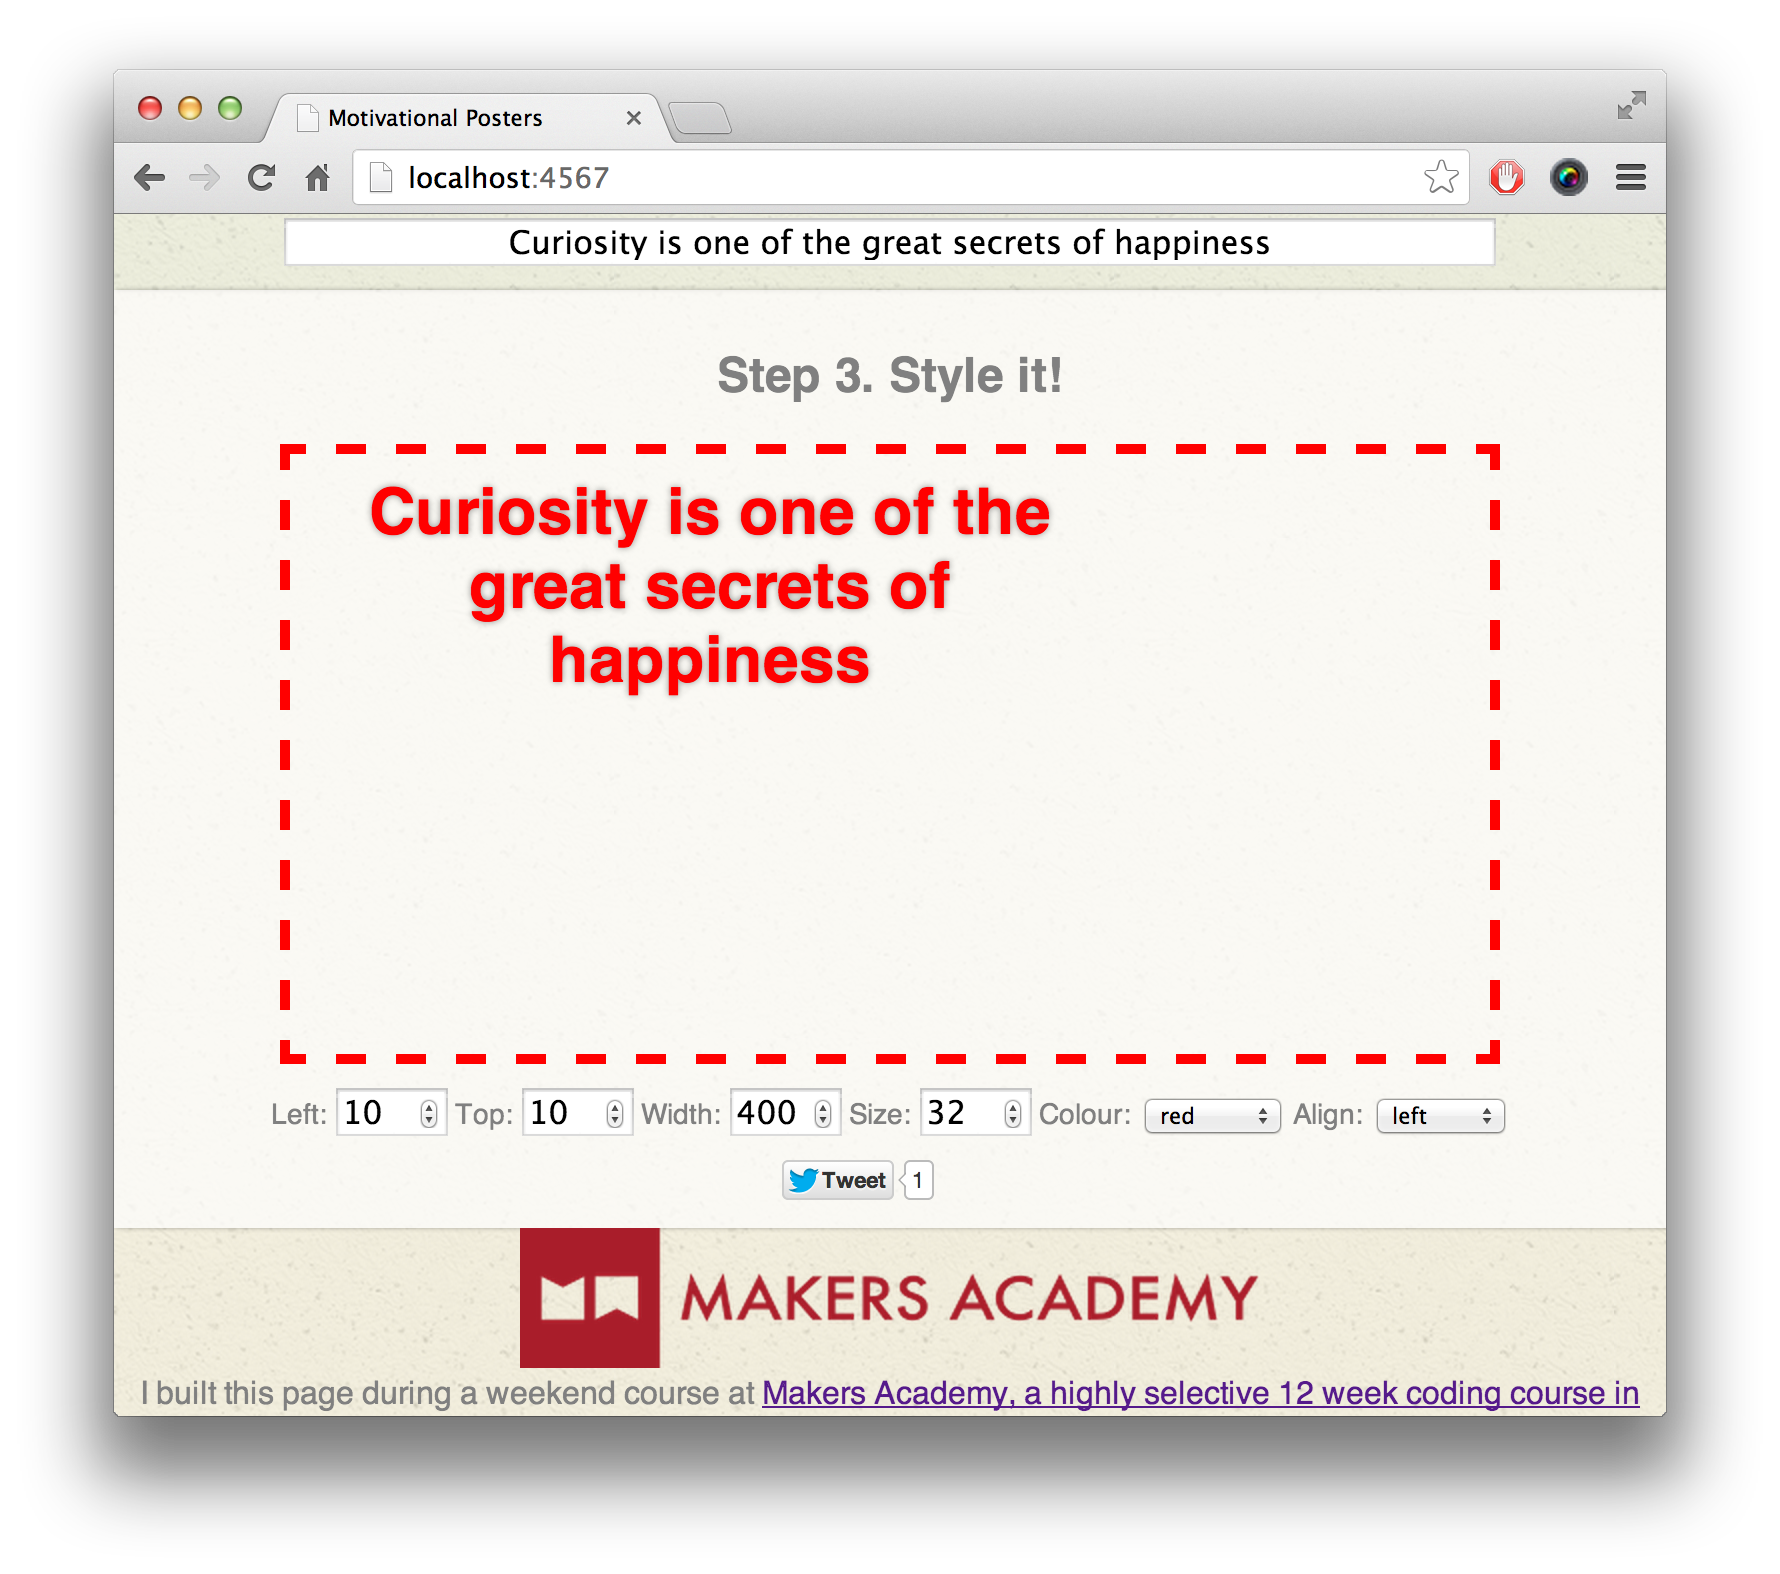 Motivational Posters
localhost:4567
Curiosity is one of the great secrets of happiness
Step 3. Style it!
Curiosity is one of the
great secrets of
happiness
Left: 10 Top: 10 Width: 400 Size: 32 Colour: red Align: left
Tweet 1
MAKERS ACADEMY
I built this page during a weekend course at Makers Academy, a highly selective 12 week coding course in